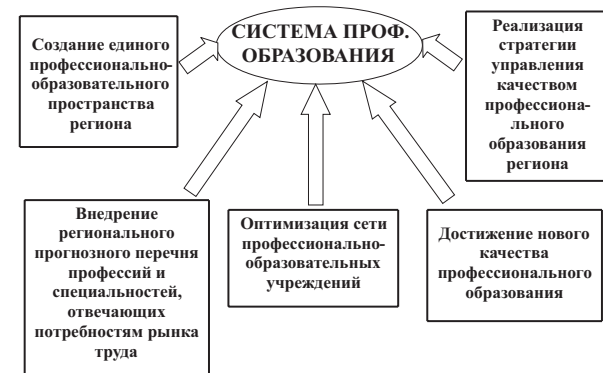 СИСТЕМА ПРОФ.
ОБРАЗОВАНИЯ
Создание единого
профессионально-
образовательного
пространства
региона
Реализация
стратегии
управления
качеством
профессиона-
льного
образования
региона
Внедрение
регионального
прогнозного перечня
профессий и
специальностей,
отвечающих
потребностям рынка
труда
Оптимизация сети
профессионально-
образовательных
учреждений
Достижение нового
качества
профессионального
образования